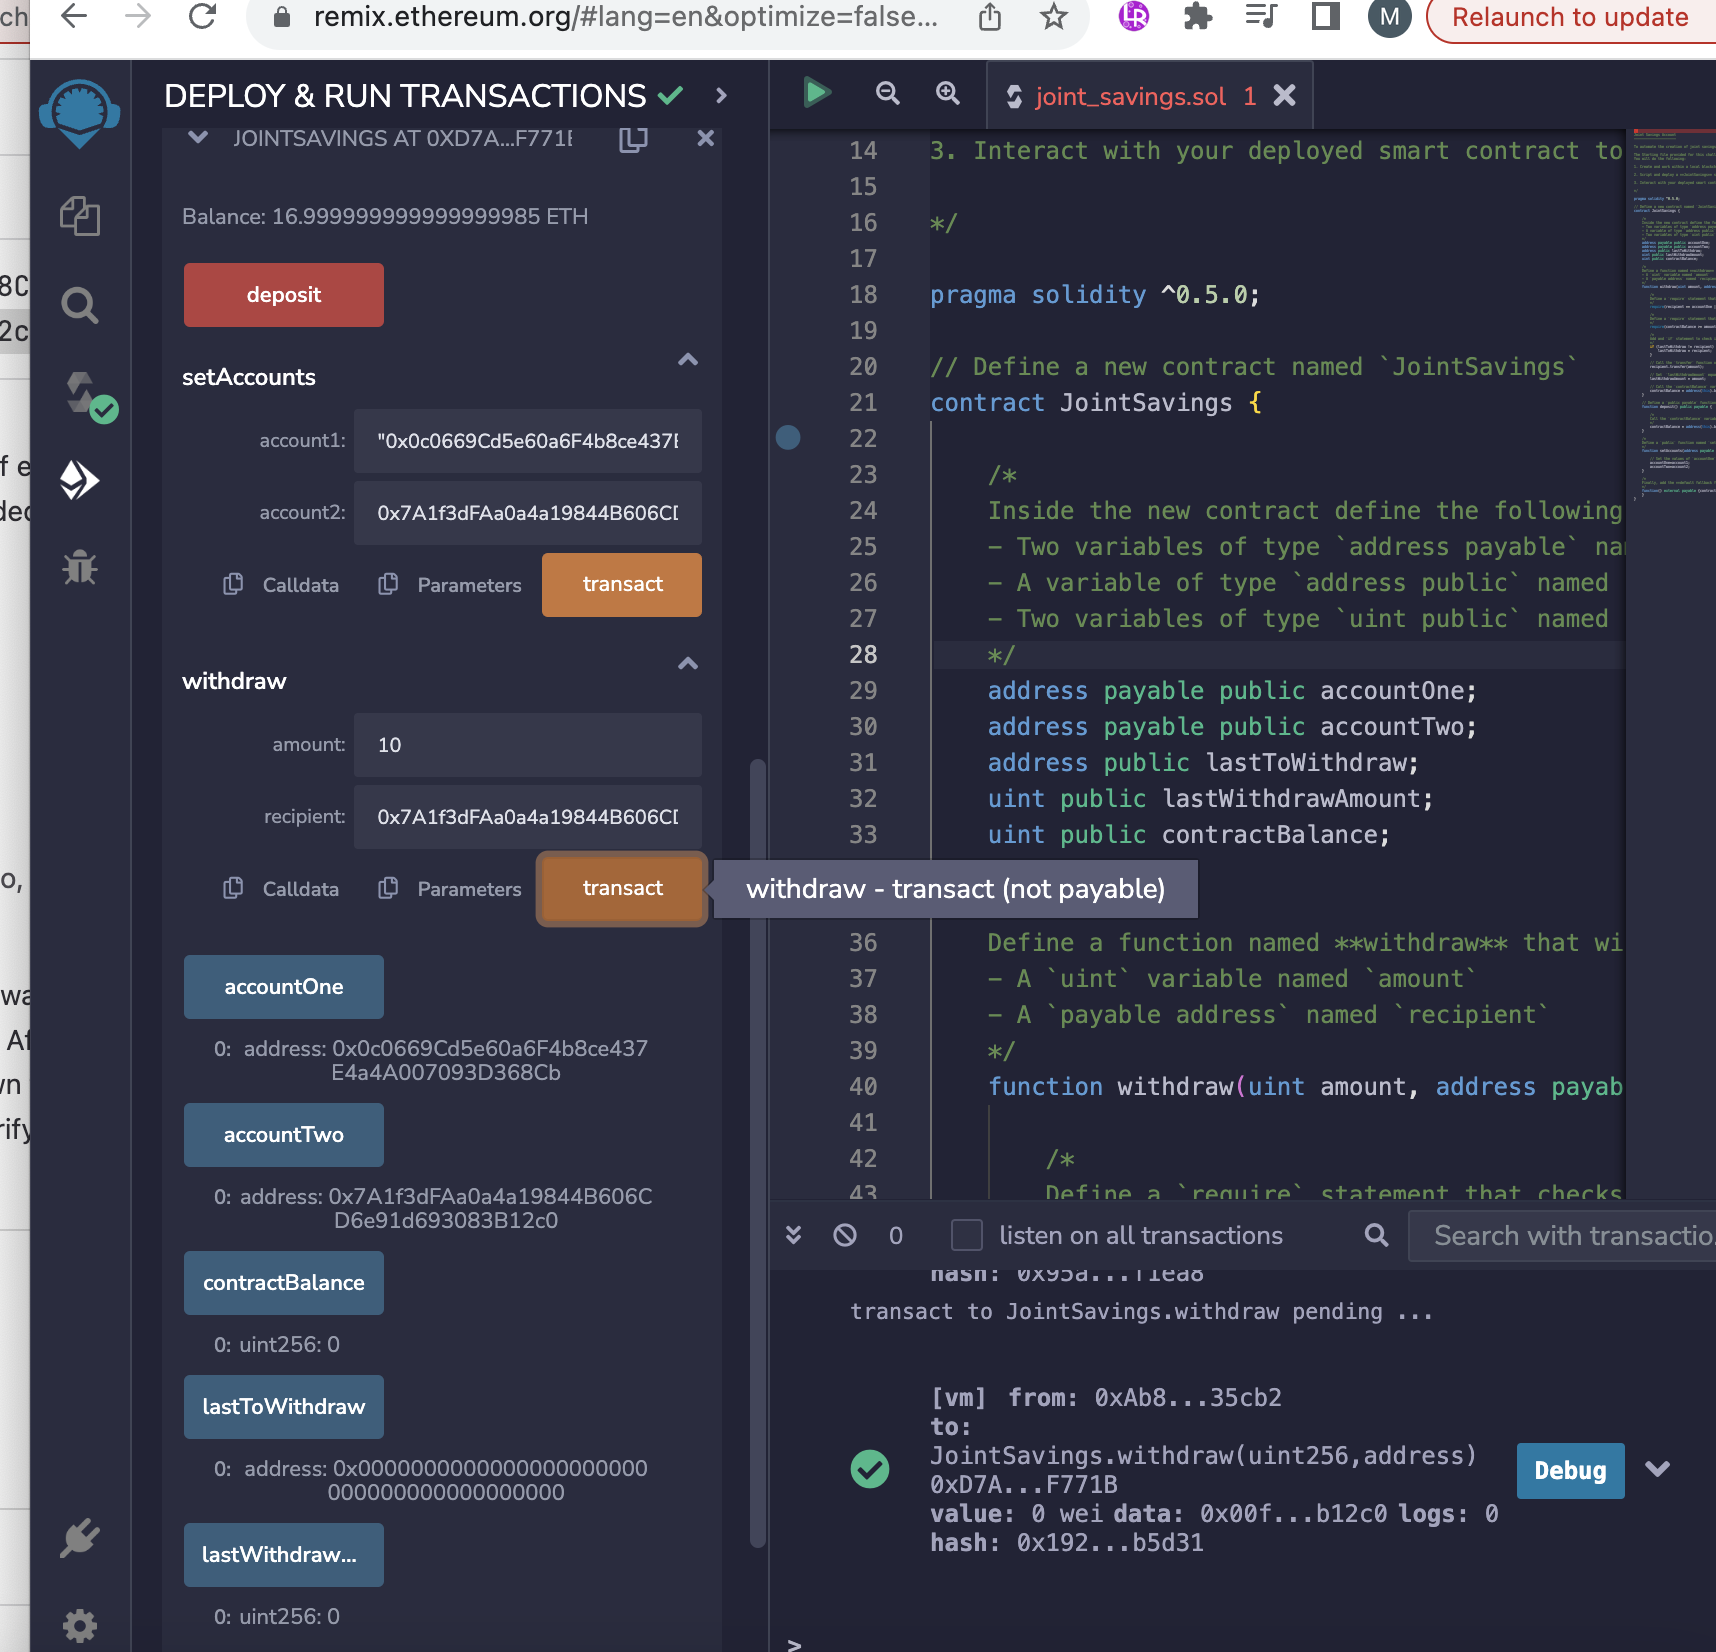 remix.ethereum.org/#lang=en&optimize=false...
M
Relaunch to update
DEPLOY & RUN TRANSACTIONS
JOINTSAVINGS AT 0XD7A...F771B
Balance: 16.999999999999999985 ETH
deposit
setAccounts
account1: "0x0c0669Cd5e60a6F4b8ce437E
account2: 0x7A1f3dFAa0a4a19844B606CD
Calldata Parameters transact
withdraw
amount: 10
recipient: 0x7A1f3dFAa0a4a19844B606CD
Calldata Parameters transact
withdraw - transact (not payable)
accountOne
0: address: 0x0c0669Cd5e60a6F4b8ce437
E4a4A007093D368Cb
accountTwo
0: address: 0x7A1f3dFAa0a4a19844B606C
D6e91d693083B12c0
contractBalance
0: uint256: 0
lastToWithdraw
0: address: 0x0000000000000000000000
000000000000000000
lastWithdraw...
0: uint256: 0
joint_savings.sol 1
14 3. Interact with your deployed smart contract to
15
16 */
17
18 pragma solidity ^0.5.0;
19
20 // Define a new contract named `JointSavings`
21 contract JointSavings {
22
23 /*
24 Inside the new contract define the following
25 - Two variables of type `address payable` na
26 - A variable of type `address public` named
27 - Two variables of type `uint public` named
28 */
29 address payable public accountOne;
30 address payable public accountTwo;
31 address public lastToWithdraw;
32 uint public lastWithdrawAmount;
33 uint public contractBalance;
36 Define a function named **withdraw** that wi
37 - A `uint` variable named `amount`
38 - A `payable address` named `recipient`
39 */
40 function withdraw(uint amount, address payab
41
42 /*
43 Define a `require` statement that checks
0 listen on all transactions Search with transactio.
hash: 0x95a...f1ea8
transact to JointSavings.withdraw pending ...
[vm] from: 0xAb8...35cb2
to:
JointSavings.withdraw(uint256,address)
0xD7A...F771B
value: 0 wei data: 0x00f...b12c0 logs: 0
hash: 0x192...b5d31
Debug
>